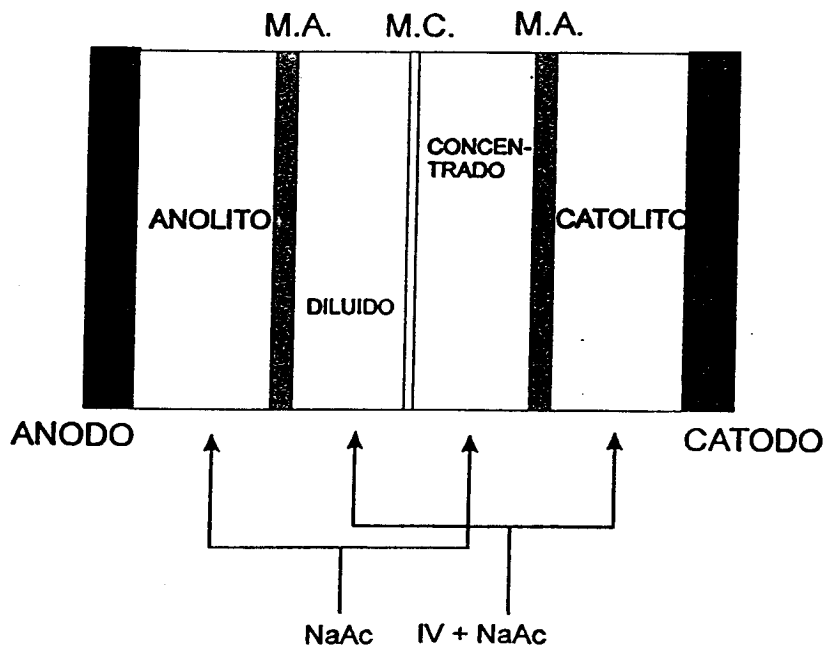 M.A. M.C. M.A.
CONCEN-
TRADO
ANOLITO
CATOLITO
DILUIDO
ANODO
CATODO
NaAc
IV + NaAc